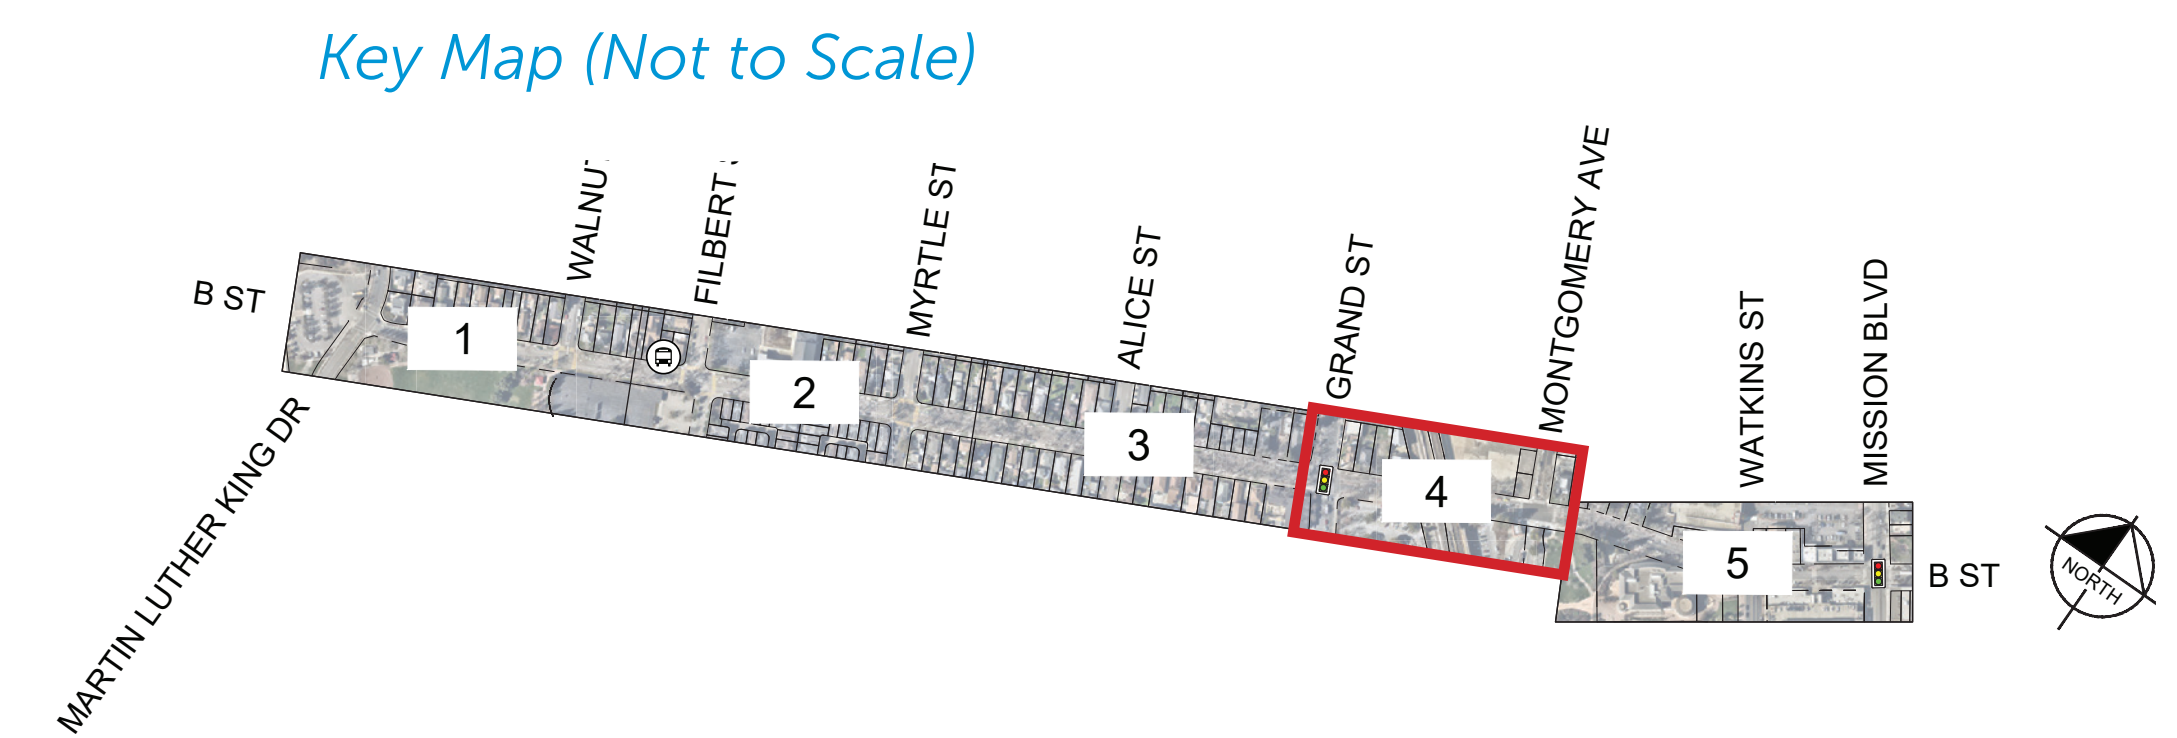 Key Map (Not to Scale)
B ST
MARTIN LUTHER KING DR
WALNUT
FILBERT
MYRTLE ST
ALICE ST
GRAND ST
MONTGOMERY AVE
WATKINS ST
MISSION BLVD
1
2
3
4
5
B ST
NORTH